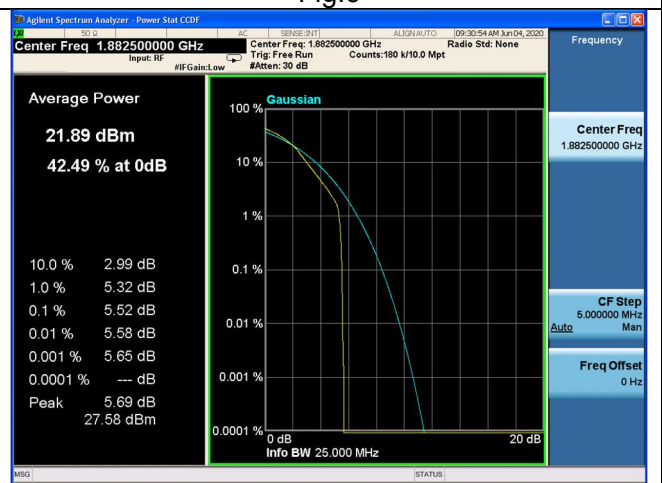 Agilent Spectrum Analyzer - Power Stat CCDF
50 Ω AC SENSE:INT ALIGN AUTO 09:30:54 AM Jun 04, 2020
Center Freq 1.882500000 GHz
Input: RF
#IFGain:Low
Center Freq: 1.882500000 GHz
Trig: Free Run Counts:180 k/10.0 Mpt
#Atten: 30 dB
Radio Std: None
Frequency
Average Power
21.89 dBm
42.49 % at 0dB
10.0 % 2.99 dB
1.0 % 5.32 dB
0.1 % 5.52 dB
0.01 % 5.58 dB
0.001 % 5.65 dB
0.0001 % --- dB
Peak 5.69 dB
27.58 dBm
Gaussian
100 %
10 %
1 %
0.1 %
0.01 %
0.001 %
0.0001 %
0 dB 20 dB
Info BW 25.000 MHz
Center Freq
1.882500000 GHz
CF Step
5.000000 MHz
Auto Man
Freq Offset
0 Hz
MSG STATUS